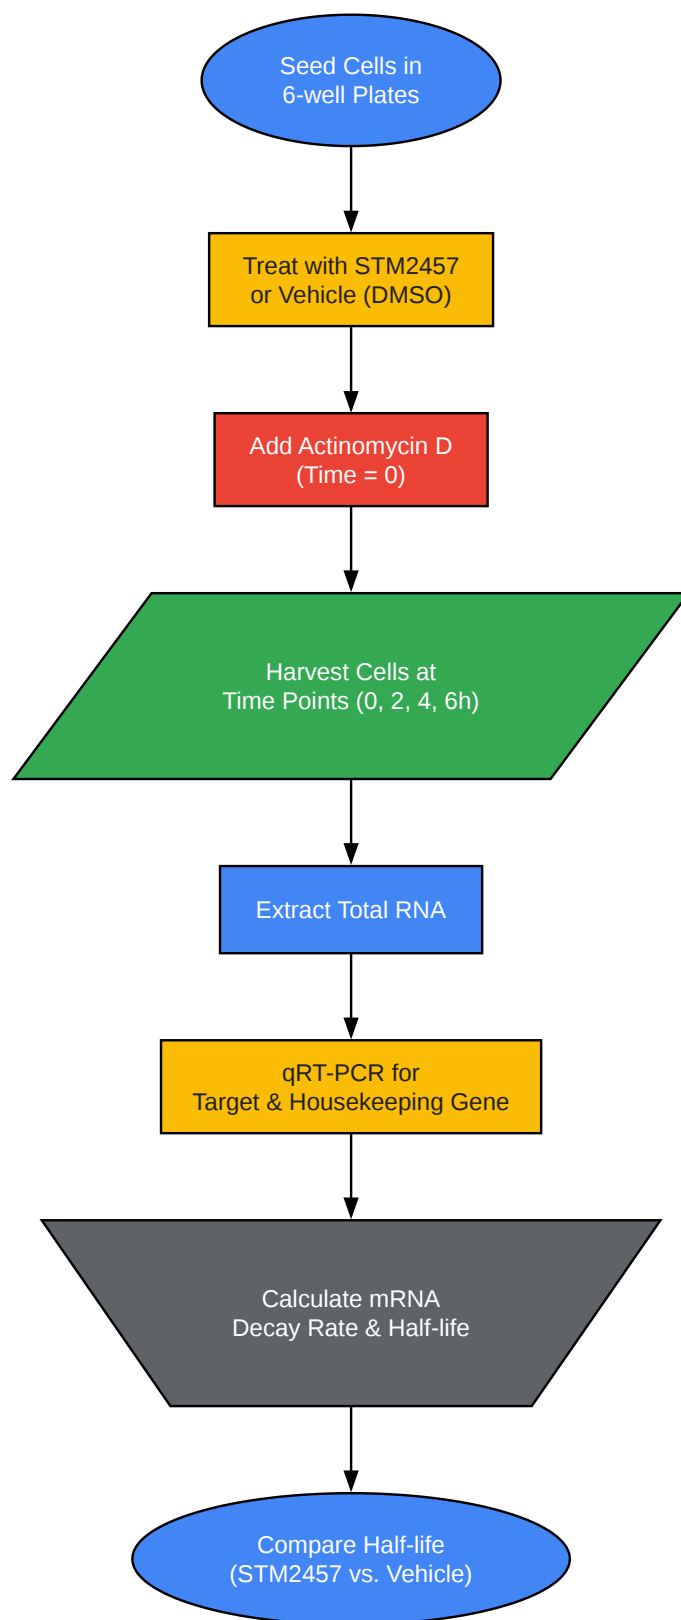 Seed Cells in
6-well Plates
Treat with STM2457
or Vehicle (DMSO)
Add Actinomycin D
(Time = 0)
Harvest Cells at
Time Points (0, 2, 4, 6h)
Extract Total RNA
qRT-PCR for
Target & Housekeeping Gene
Calculate mRNA
Decay Rate & Half-life
Compare Half-life
(STM2457 vs. Vehicle)